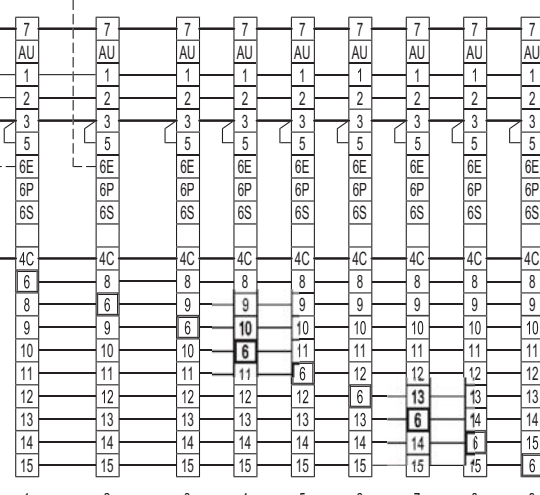 7 7 7 7 7 7 7 7 7
AU AU AU AU AU AU AU AU AU
1 1 1 1 1 1 1 1 1
2 2 2 2 2 2 2 2 2
3 3 3 3 3 3 3 3 3
5 5 5 5 5 5 5 5 5
6E 6E 6E 6E 6E 6E 6E 6E 6E
6P 6P 6P 6P 6P 6P 6P 6P 6P
6S 6S 6S 6S 6S 6S 6S 6S 6S
4C 4C 4C 4C 4C 4C 4C 4C 4C
6 8 8 8 8 8 8 8 8
8 6 9 9 9 9 9 9 9
9 9 6 10 10 10 10 10 10
10 10 10 6 11 11 11 11 11
11 11 11 11 6 12 12 12 12
12 12 12 12 12 6 13 13 13
13 13 13 13 13 13 6 14 14
14 14 14 14 14 14 14 6 15
15 15 15 15 15 15 15 15 6